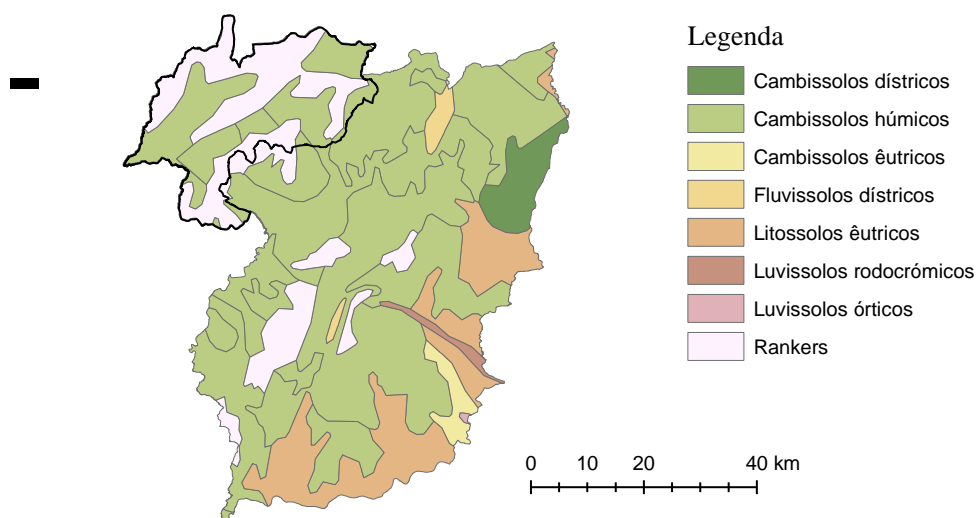 Legenda
Cambissolos dístricos
Cambissolos húmicos
Cambissolos êutricos
Fluvissolos dístricos
Litossolos êutricos
Luvissolos rodocrómicos
Luvissolos órticos
Rankers
0 10 20 40 km